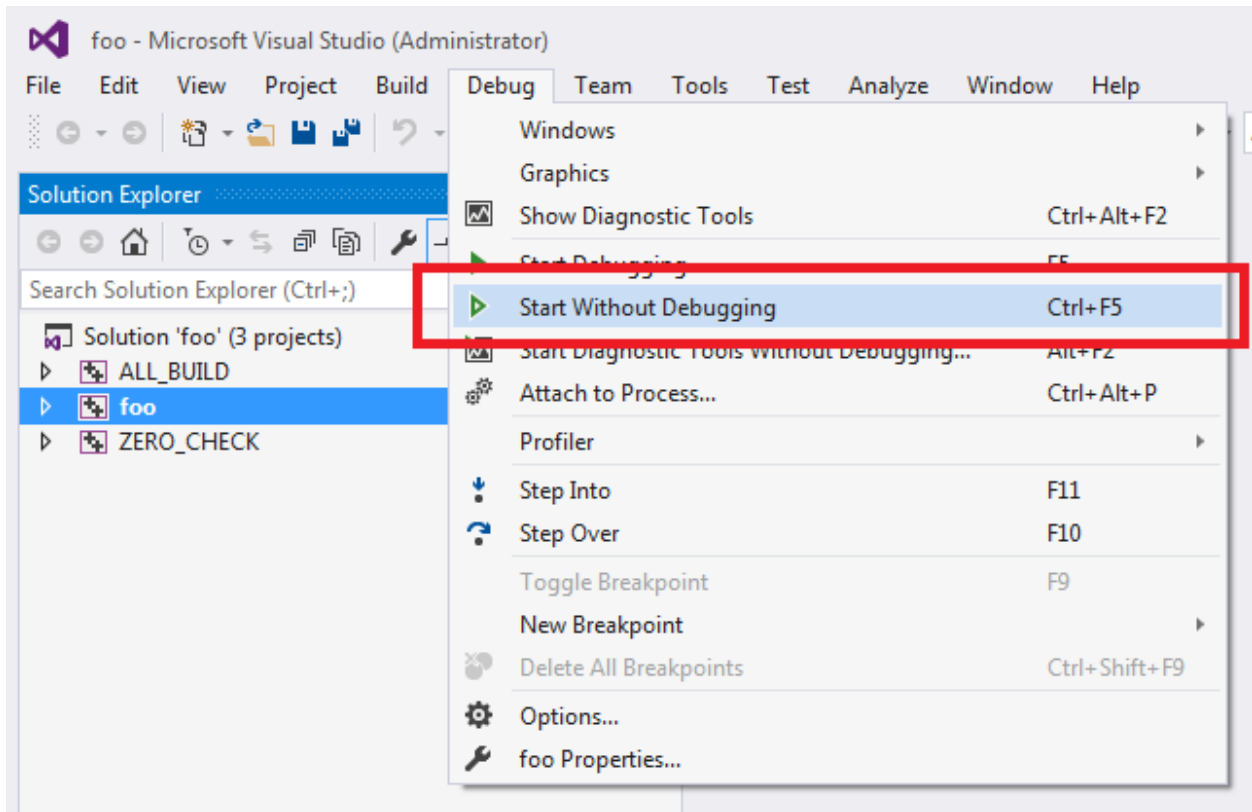 foo - Microsoft Visual Studio (Administrator)
File Edit View Project Build Debug Team Tools Test Analyze Window Help
Windows
Graphics
Solution Explorer
Show Diagnostic Tools Ctrl+Alt+F2
Start Debugging F5
Search Solution Explorer (Ctrl+;)
Start Without Debugging Ctrl+F5
Solution 'foo' (3 projects)
Start Diagnostic Tools Without Debugging... Alt+F2
ALL_BUILD
Attach to Process... Ctrl+Alt+P
foo
ZERO_CHECK
Profiler
Step Into F11
Step Over F10
Toggle Breakpoint F9
New Breakpoint
Delete All Breakpoints Ctrl+Shift+F9
Options...
foo Properties...